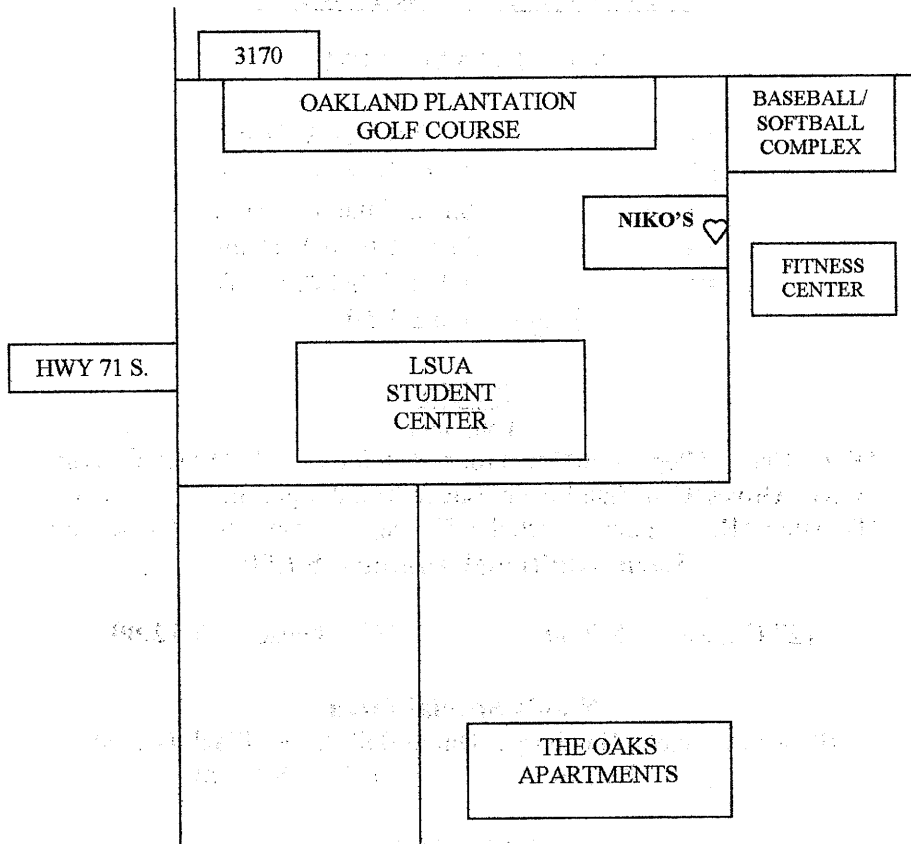 3170
OAKLAND PLANTATION
GOLF COURSE
BASEBALL/
SOFTBALL
COMPLEX
NIKO'S
FITNESS
CENTER
HWY 71 S.
LSUA
STUDENT
CENTER
THE OAKS
APARTMENTS